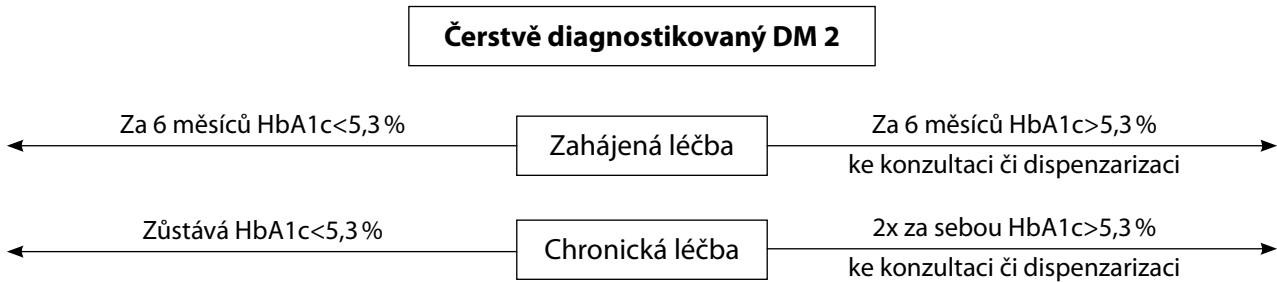 Čerstvě diagnostikovaný DM 2
Za 6 měsíců HbA1c<5,3 %
Zahájená léčba
Za 6 měsíců HbA1c>5,3 %
ke konzultaci či dispenzarizaci
Zůstává HbA1c<5,3 %
Chronická léčba
2x za sebou HbA1c>5,3 %
ke konzultaci či dispenzarizaci